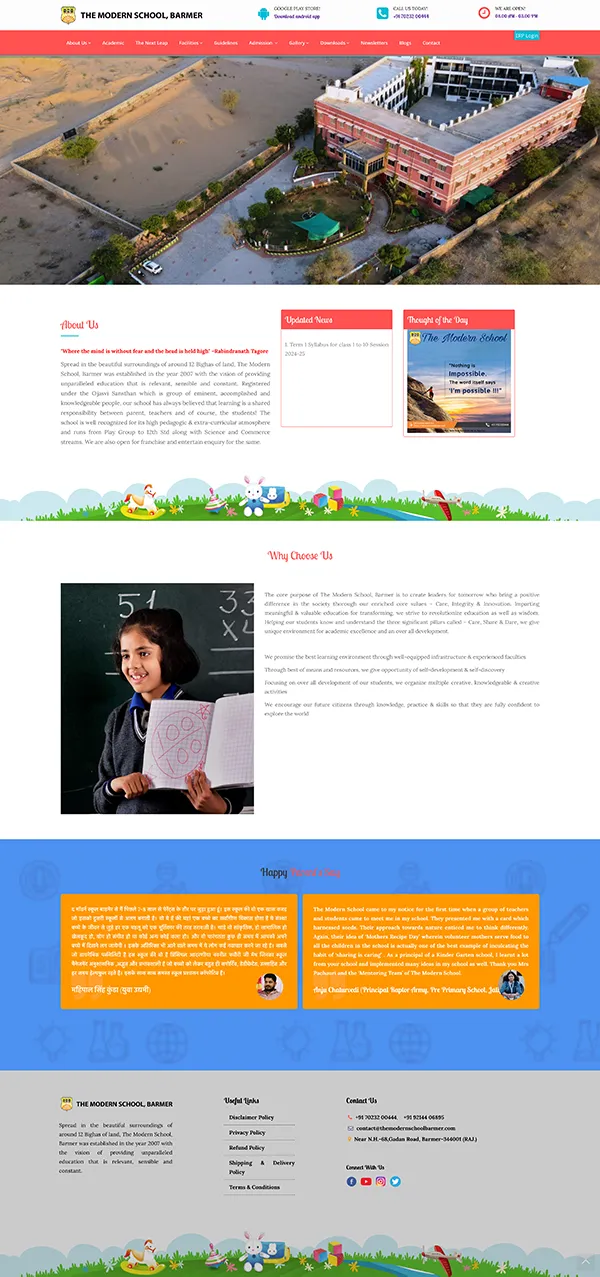 THE MODERN SCHOOL, BARMER
GOOGLE PLAY STORE!
Download android app
CALL US TODAY!
+91 70232 00444
WE ARE OPEN!
03.00 AM - 03.00 PM
ERP Login
About Us
Academic
The Next Leap
Facilities
Guidelines
Admission
Gallery
Downloads
Newsletters
Blogs
Contact
About Us
"Where the mind is without fear and the head is held high" -Rabindranath Tagore
Spread in the beautiful surroundings of around 12 Bighas of land, The Modern
School, Barmer was established in the year 2007 with the vision of providing
unparalleled education that is relevant, sensible and constant. Registered
under the Ojasvi Sansthan which is group of eminent, accomplished and
knowledgeable people, our school has always believed that learning is a shared
responsibility between parent, teachers and of course, the students! The
school is well recognized for its high pedagogic & extra-curricular atmosphere
and runs from Play Group to 12th Std along with Science and Commerce
streams. We are also open for franchise and entertain enquiry for the same.
Updated News
1. Term 1 Syllabus for class 1 to 10 Session
2024-25
Thought of the Day
The Modern School
"Nothing is
Impossible,
The word itself says
'I'm possible'!!"
Why Choose Us
51
33
X4
The core purpose of The Modern School, Barmer is to create leaders for tomorrow who bring a positive
difference in the society thorough our enriched core values – Care, Integrity & Innovation. Imparting
meaningful & valuable education for transforming, we strive to revolutionize education as well as wisdom.
Helping our students know and understand the three significant pillars called – Care, Share & Dare, we give
unique environment for academic excellence and an over all development.
We promise the best learning environment through well-equipped infrastructure & experienced faculties
Through best of means and resources, we give opportunity of self-development & self-discovery
Focusing on over all development of our students, we organize multiple creative, knowledgeable & creative
activities
We encourage our future citizens through knowledge, practice & skills so that they are fully confident to
explore the world
Happy
महिपाल सिंह कुंडा (युवा उद्यमी)
The Modern School came to my notice for the first time when a group of teachers
and students came to meet me in my school. They presented me with a card which
harnessed seeds. Their approach towards nature enticed me to think differently.
Again, their idea of 'Mothers Recipe Day' wherein volunteer mothers serve food to
all the children in the school is actually one of the best example of inculcating the
habit of 'sharing is caring'. As a principal of a Kinder Garten school, I learnt a lot
from your school and implemented many ideas in my school as well. Thank you Mrs
Pachauri and the 'Mentoring Team' of The Modern School
Anju Chakarvati (Principal Raptor Army, Pre Primary School,
THE MODERN SCHOOL, BARMER
Spread in the beautiful surroundings of
around 12 Bighas of land, The Modern School,
Barmer was established in the year 2007 with
the vision of providing unparalleled
education that is relevant, sensible and
constant.
Useful Links
Disclaimer Policy
Privacy Policy
Refund Policy
Shipping & Delivery
Policy
Terms & Conditions
Contact Us
+91 70232 00444, +91 92144 06895
contact@themodernschoolbarmer.com
Near N.H.-68,Gadan Road, Barmer-344001 (RAJ.)
Connect With Us